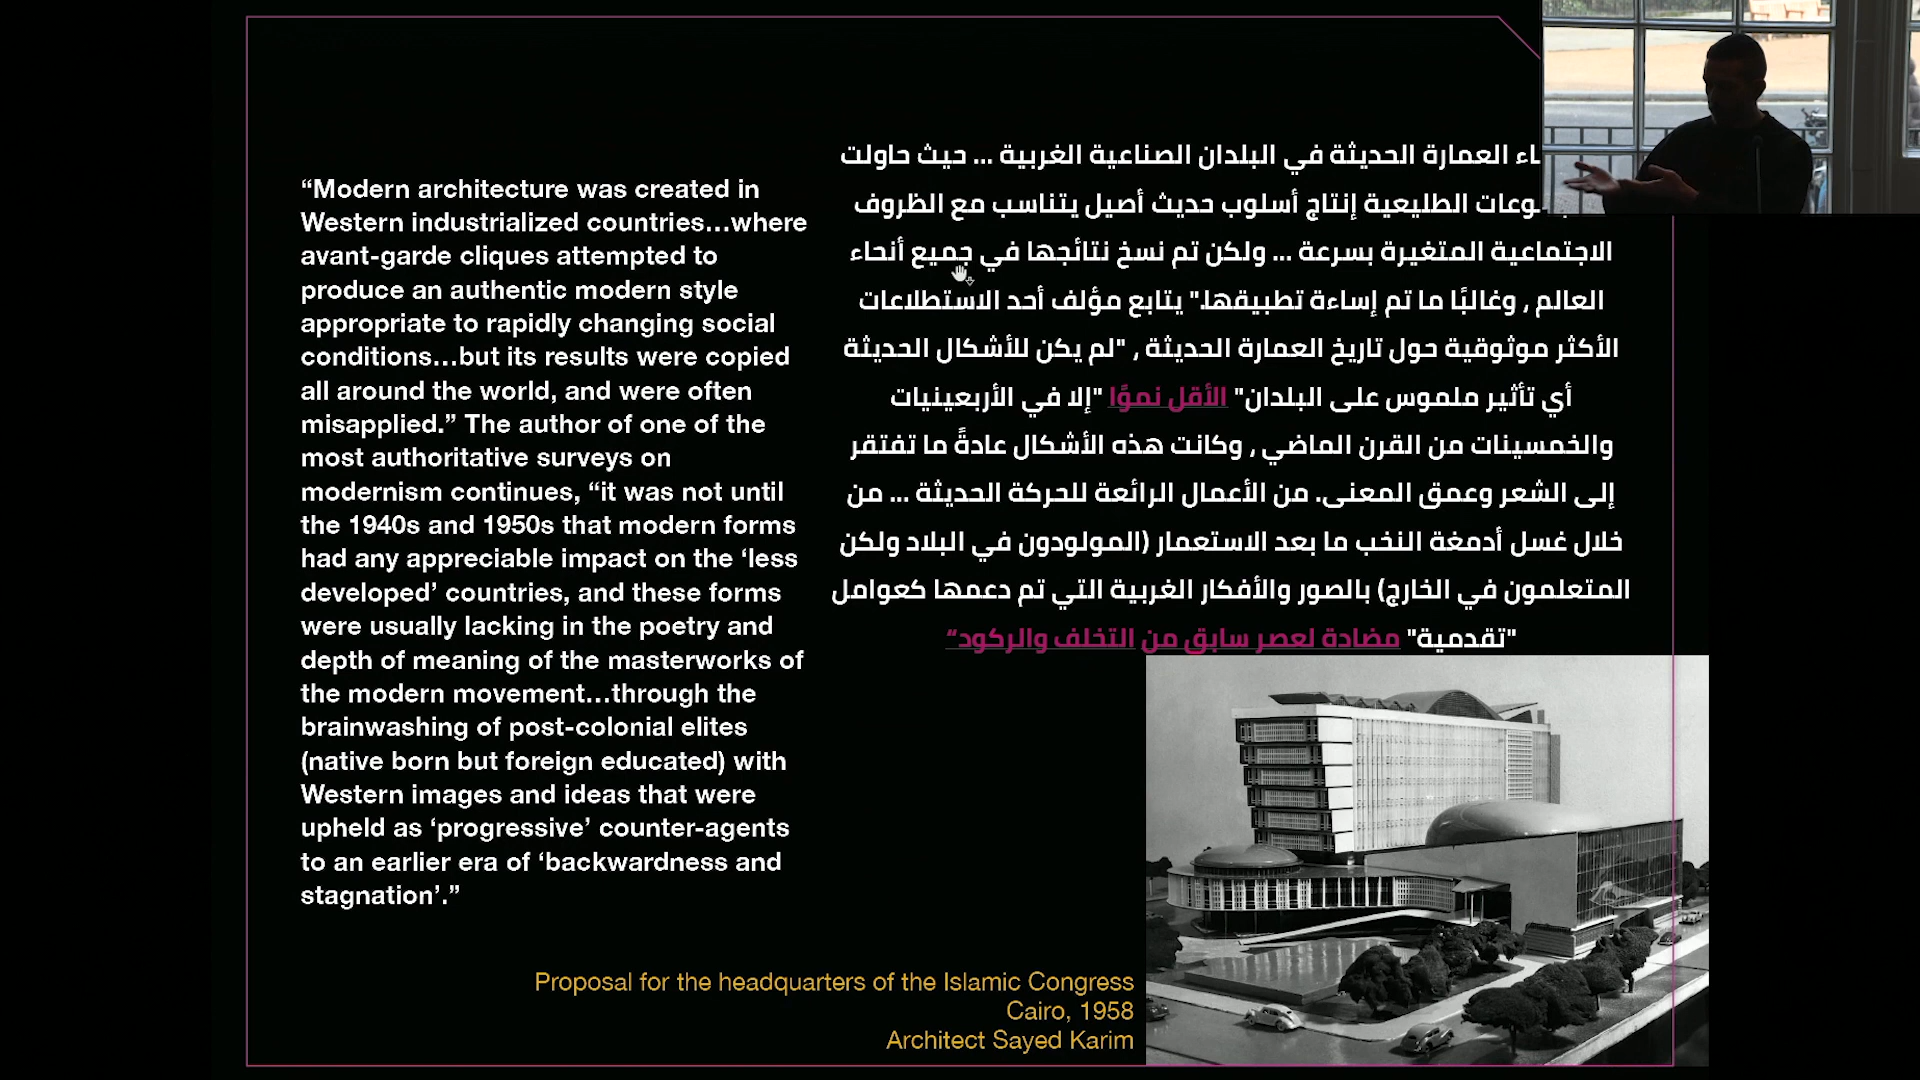 “Modern architecture was created in
Western industrialized countries…where
avant-garde cliques attempted to
produce an authentic modern style
appropriate to rapidly changing social
conditions…but its results were copied
all around the world, and were often
misapplied.” The author of one of the
most authoritative surveys on
modernism continues, “it was not until
the 1940s and 1950s that modern forms
had any appreciable impact on the ‘less
developed’ countries, and these forms
were usually lacking in the poetry and
depth of meaning of the masterworks of
the modern movement…through the
brainwashing of post-colonial elites
(native born but foreign educated) with
Western images and ideas that were
upheld as ‘progressive’ counter-agents
to an earlier era of ‘backwardness and
stagnation’.”
العمارة الحديثة في البلدان الصناعية الغربية ... حيث حاولت
الطليعية إنتاج أسلوب حديث أصيل يتناسب مع الظروف
الاجتماعية المتغيرة بسرعة ... ولكن تم نسخ نتائجها في جميع أنحاء
العالم , وغالبًا ما تم إساءة تطبيقها." يتابع مؤلف أحد الاستطلاعات
الأكثر موثوقية حول تاريخ العمارة الحديثة , "لم يكن للأشكال الحديثة
أي تأثير ملموس على البلدان" الأقل نموًا "إلا في الأربعينيات
والخمسينات من القرن الماضي , وكانت هذه الأشكال عادةً ما تفتقر
إلى الشعر وعمق المعنى. من الأعمال الرائعة للحركة الحديثة ... من
خلال غسل أدمغة النخب ما بعد الاستعمار (المولودون في البلاد ولكن
المتعلمون في الخارج) بالصور والأفكار الغربية التي تم دعمها كعوامل
"تقدمية" مضادة لعصر سابق من التخلف والركود“
Proposal for the headquarters of the Islamic Congress
Cairo, 1958
Architect Sayed Karim